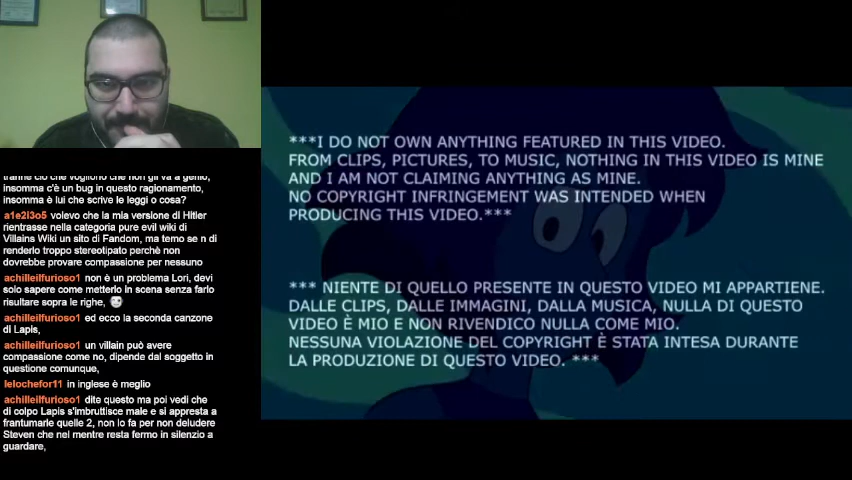 tranne ciò che vogliono che non gli va a genio,
insomma c'è un bug in questo ragionamento,
insomma è lui che scrive le leggi o cosa?
a1e2l3o5 volevo che la mia versione di Hitler
rientrasse nella categoria pure evil wiki di
Villains Wiki un sito di Fandom, ma temo se n di
renderlo troppo stereotipato perchè non
dovrebbe provare compassione per nessuno
achilleilfurioso1 non è un problema Lori, devi
solo sapere come metterlo in scena senza farlo
risultare sopra le righe,
achilleilfurioso1 ed ecco la seconda canzone
di Lapis,
achilleilfurioso1 un villain può avere
compassione come no, dipende dal soggetto in
questione comunque,
lelochefor11 in inglese è meglio
achilleilfurioso1 dite questo ma poi vedi che
di colpo Lapis s'imbruttisce male e si appresta a
frantumarle quelle 2, non lo fa per non deludere
Steven che nel mentre resta fermo in silenzio a
guardare,
***I DO NOT OWN ANYTHING FEATURED IN THIS VIDEO.
FROM CLIPS, PICTURES, TO MUSIC, NOTHING IN THIS VIDEO IS MINE
AND I AM NOT CLAIMING ANYTHING AS MINE.
NO COPYRIGHT INFRINGEMENT WAS INTENDED WHEN
PRODUCING THIS VIDEO.***
*** NIENTE DI QUELLO PRESENTE IN QUESTO VIDEO MI APPARTIENE.
DALLE CLIPS, DALLE IMMAGINI, DALLA MUSICA, NULLA DI QUESTO
VIDEO È MIO E NON RIVENDICO NULLA COME MIO.
NESSUNA VIOLAZIONE DEL COPYRIGHT È STATA INTESA DURANTE
LA PRODUZIONE DI QUESTO VIDEO. ***